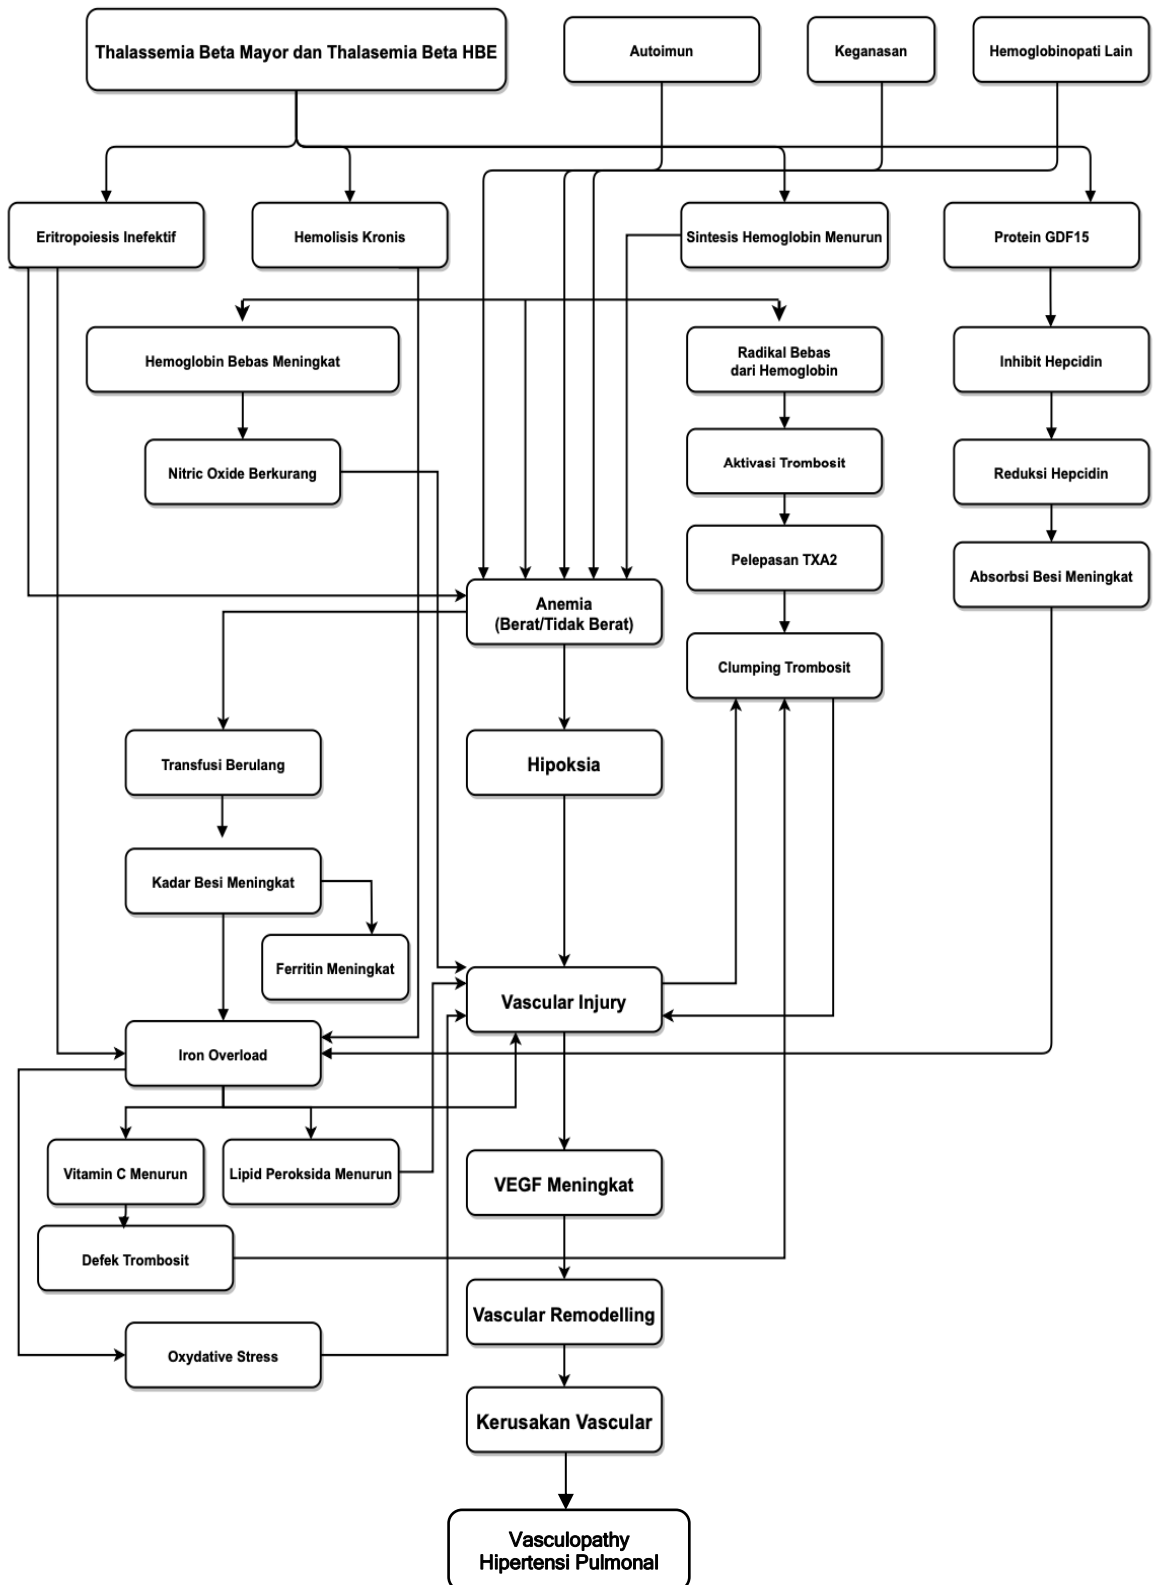 Thalassemia Beta Mayor dan Thalasemia Beta HBE
Autoimun
Keganasan
Hemoglobinopati Lain
Eritropoiesis Inefektif
Hemolisis Kronis
Sintesis Hemoglobin Menurun
Protein GDF15
Hemoglobin Bebas Meningkat
Radikal Bebas
dari Hemoglobin
Inhibit Hepcidin
Nitric Oxide Berkurang
Aktivasi Trombosit
Reduksi Hepcidin
Pelepasan TXA2
Absorbsi Besi Meningkat
Anemia
(Berat/Tidak Berat)
Clumping Trombosit
Transfusi Berulang
Hipoksia
Kadar Besi Meningkat
Ferritin Meningkat
Vascular Injury
Iron Overload
Vitamin C Menurun
Lipid Peroksida Menurun
VEGF Meningkat
Defek Trombosit
Vascular Remodelling
Oxydative Stress
Kerusakan Vascular
Vasculopathy
Hipertensi Pulmonal